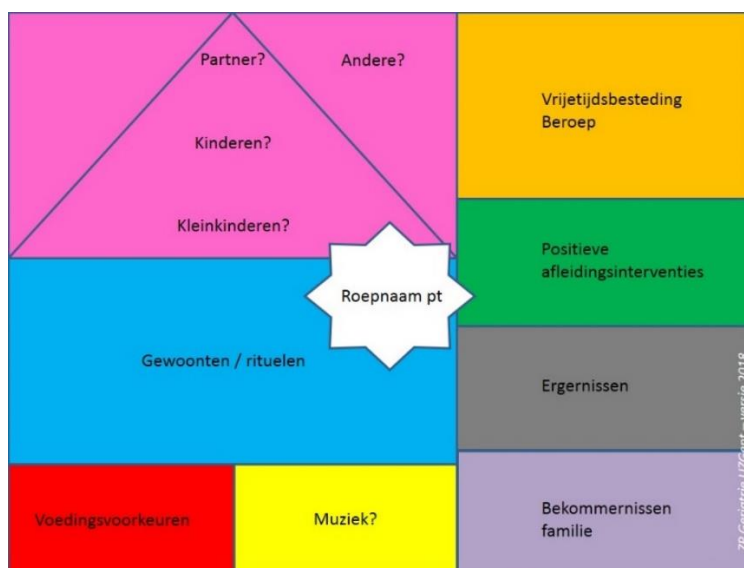 Partner?
Andere?
Kinderen?
Kleinkinderen?
Roepnaam pt
Gewoonten / rituelen
Voedingsvoorkeuren
Muziek?
Vrijetijdsbesteding
Beroep
Positieve
afleidingsinterventies
Ergernissen
Bekommernissen
familie
ZP Geriatrie UZGent – versie 2018